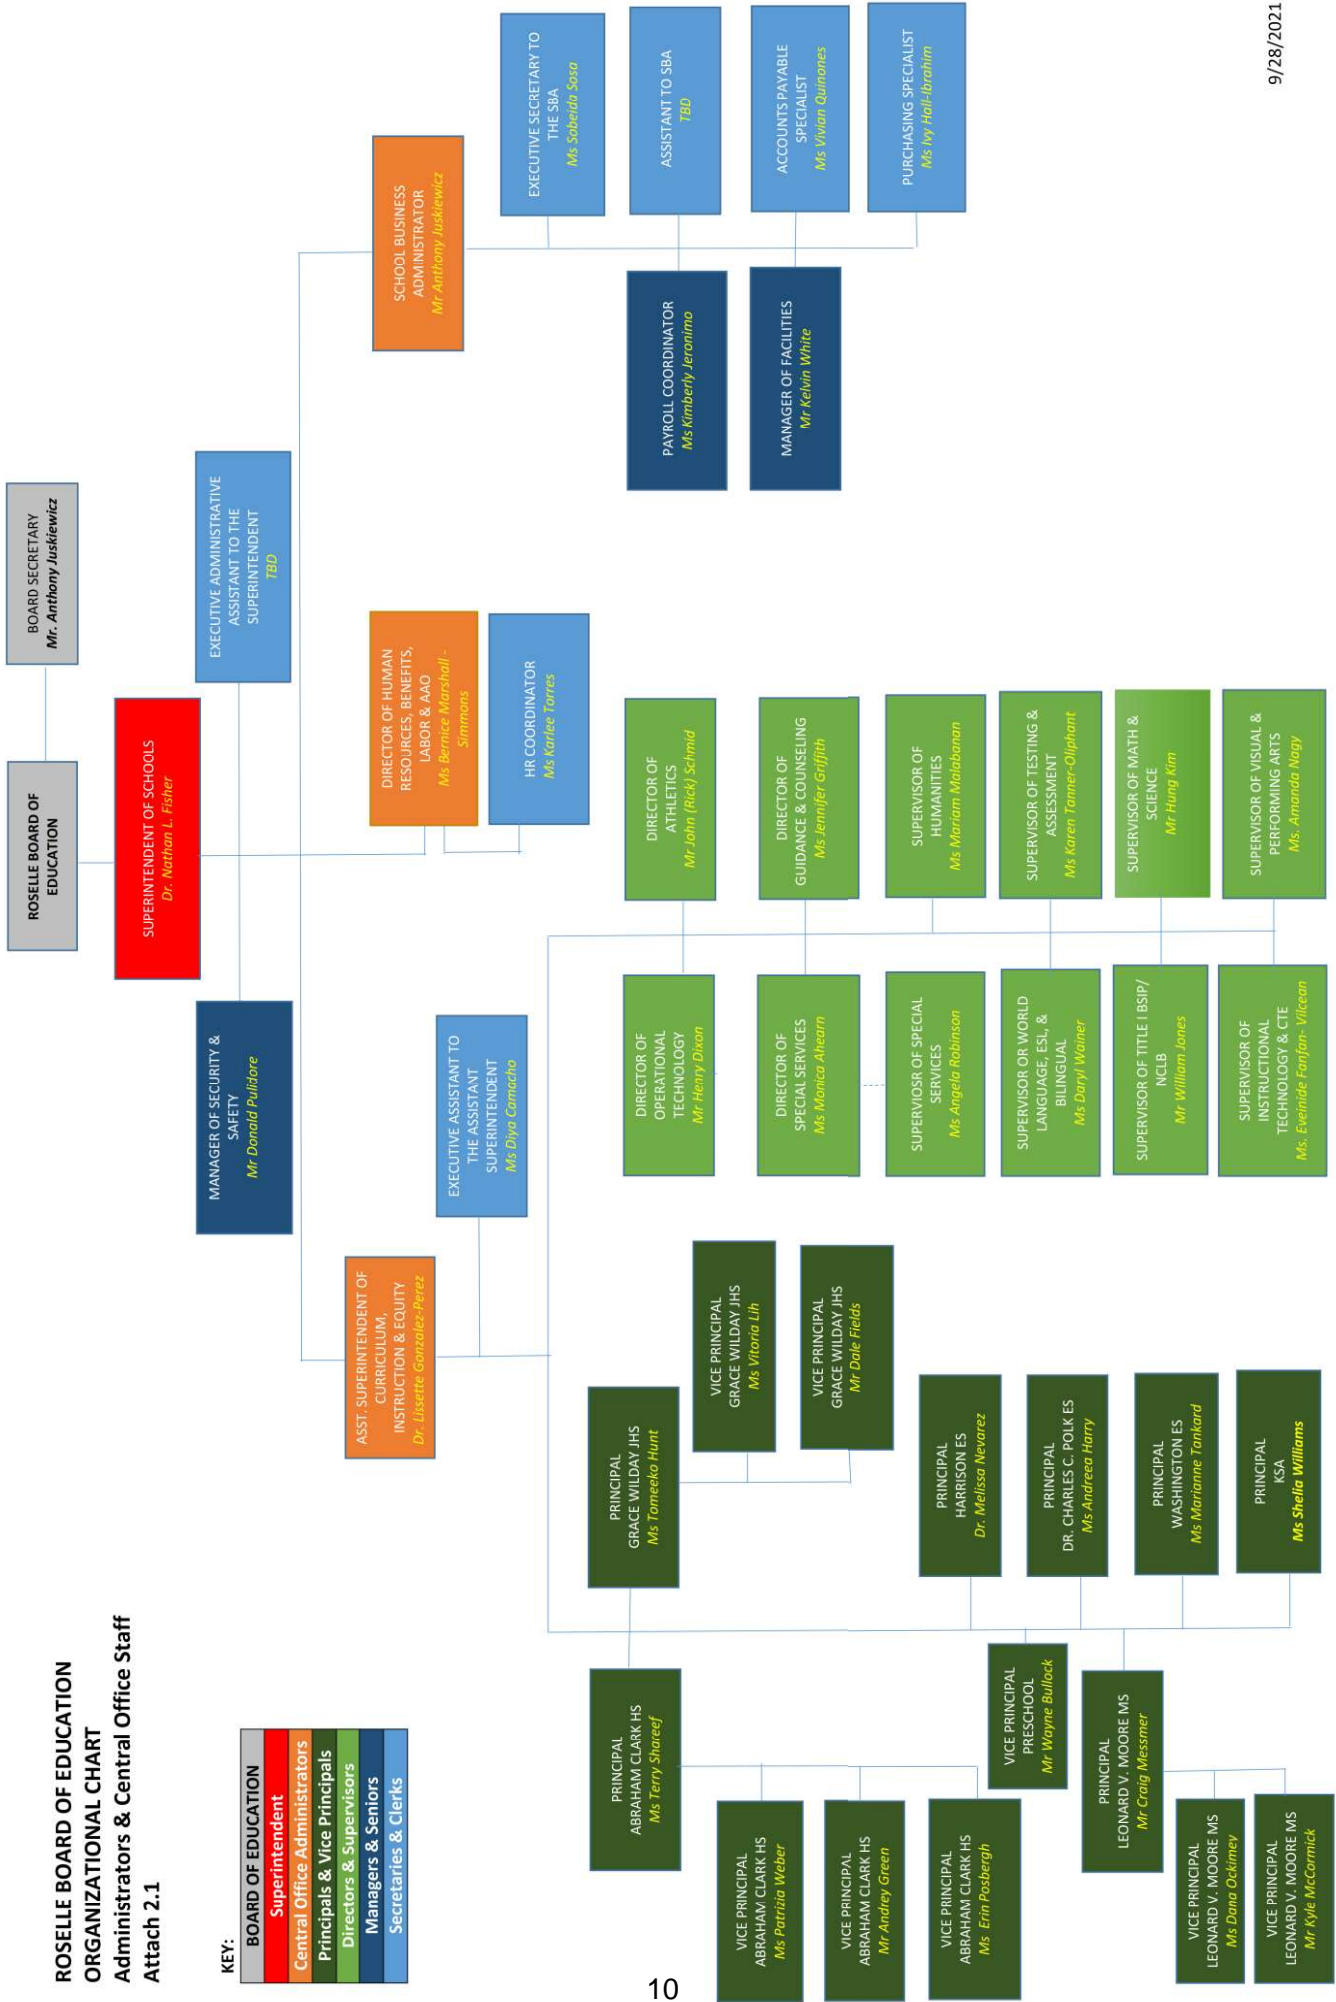 ROSELLE BOARD OF EDUCATION
ORGANIZATIONAL CHART
Administrators & Central Office Staff
Attach 2.1
KEY:
BOARD OF EDUCATION
Superintendent
Central Office Administrators
Principals & Vice Principals
Directors & Supervisors
Managers & Seniors
Secretaries & Clerks
ROSELLE BOARD OF
EDUCATION
BOARD SECRETARY
Mr. Anthony Juskiewicz
SUPERINTENDENT OF SCHOOLS
Dr. Nathan L. Fisher
MANAGER OF SECURITY &
SAFETY
Mr Donald Pulidore
EXECUTIVE ADMINISTRATIVE
ASSISTANT TO THE
SUPERINTENDENT
TBD
ASST. SUPERINTENDENT OF
CURRICULUM,
INSTRUCTION & EQUITY
Dr. Lissette Gonzalez-Perez
DIRECTOR OF HUMAN
RESOURCES, BENEFITS,
LABOR & AAO
Ms Bernice Marshall -
Simmons
SCHOOL BUSINESS
ADMINISTRATOR
Mr Anthony Juskiewicz
EXECUTIVE ASSISTANT TO
THE ASSISTANT
SUPERINTENDENT
Ms Diya Camacho
HR COORDINATOR
Ms Karlee Torres
EXECUTIVE SECRETARY TO
THE SBA
Ms Sobeida Sosa
PAYROLL COORDINATOR
Ms Kimberly Jeronimo
ASSISTANT TO SBA
TBD
MANAGER OF FACILITIES
Mr Kelvin White
ACCOUNTS PAYABLE
SPECIALIST
Ms Vivian Quinones
PURCHASING SPECIALIST
Ms Ivy Hall-Ibrahim
PRINCIPAL
ABRAHAM CLARK HS
Ms Terry Shareef
PRINCIPAL
GRACE WILDAY JHS
Ms Tomeeko Hunt
VICE PRINCIPAL
GRACE WILDAY JHS
Ms Vitoria Lih
VICE PRINCIPAL
GRACE WILDAY JHS
Mr Dale Fields
VICE PRINCIPAL
ABRAHAM CLARK HS
Ms Patrizia Weber
VICE PRINCIPAL
ABRAHAM CLARK HS
Mr Andrey Green
VICE PRINCIPAL
ABRAHAM CLARK HS
Ms Erin Posbergh
PRINCIPAL
HARRISON ES
Dr. Melissa Nevarez
VICE PRINCIPAL
PRESCHOOL
Mr Wayne Bullock
PRINCIPAL
DR. CHARLES C. POLK ES
Ms Andreea Harry
PRINCIPAL
LEONARD V. MOORE MS
Mr Craig Messmer
PRINCIPAL
WASHINGTON ES
Ms Marianne Tankard
VICE PRINCIPAL
LEONARD V. MOORE MS
Ms Dana Ockimey
VICE PRINCIPAL
LEONARD V. MOORE MS
Mr Kyle McCormick
PRINCIPAL
KSA
Ms Shelia Williams
DIRECTOR OF
OPERATIONAL
TECHNOLOGY
Mr Henry Dixon
DIRECTOR OF
ATHLETICS
Mr John (Rick) Schmid
DIRECTOR OF
SPECIAL SERVICES
Ms Monica Ahearn
DIRECTOR OF
GUIDANCE & COUNSELING
Ms Jennifer Griffith
SUPERVIOSR OF SPECIAL
SERVICES
Ms Angela Robinson
SUPERVISOR OF
HUMANITIES
Ms Mariam Malabanan
SUPERVISOR OR WORLD
LANGUAGE, ESL, &
BILINGUAL
Ms Daryl Wainer
SUPERVISOR OF TESTING &
ASSESSMENT
Ms Karen Tanner-Oliphant
SUPERVISOR OF TITLE I BSIP/
NCLB
Mr William Jones
SUPERVISOR OF MATH &
SCIENCE
Mr Hung Kim
SUPERVISOR OF
INSTRUCTIONAL
TECHNOLOGY & CTE
Ms. Eveinide Fanfan- Vilcean
SUPERVISOR OF VISUAL &
PERFORMING ARTS
Ms. Amanda Nagy
9/28/2021
10